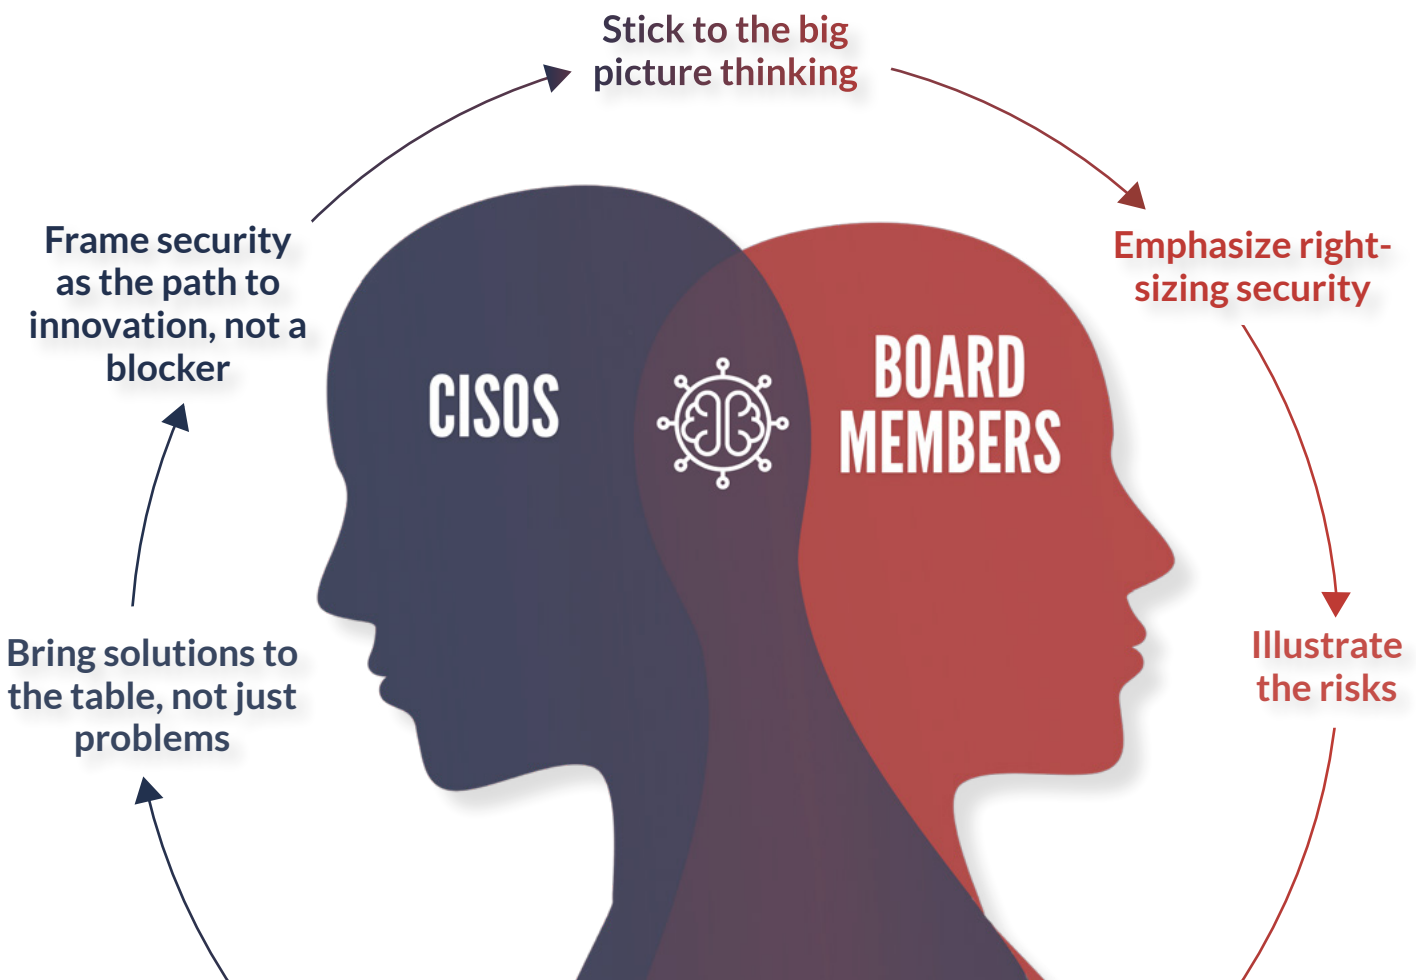 Stick to the big
picture thinking
Emphasize right-
sizing security
Illustrate
the risks
Bring solutions to
the table, not just
problems
Frame security
as the path to
innovation, not a
blocker
CISOS
BOARD
MEMBERS